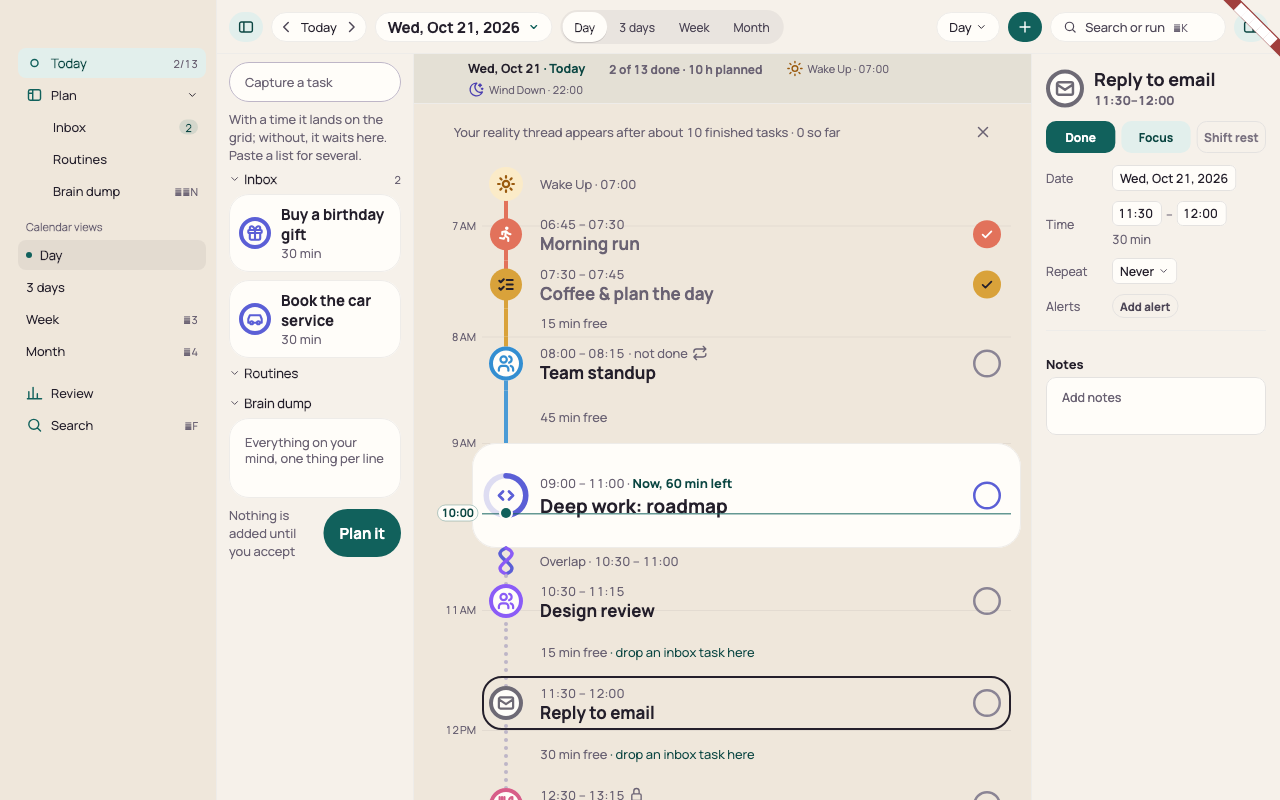 Today
2/13
Plan
Inbox
2
Routines
Brain dump
N
Calendar views
Day
3 days
Week
3
Month
4
Review
Search
F
Today
Wed, Oct 21, 2026
Day
3 days
Week
Month
Day
Search or run
K
Capture a task
With a time it lands on the
grid; without, it waits here.
Paste a list for several.
Inbox
2
Buy a birthday
gift
30 min
Book the car
service
30 min
Routines
Brain dump
Everything on your
mind, one thing per line
Nothing is
added until
you accept
Plan it
Wed, Oct 21 · Today
2 of 13 done · 10 h planned
Wake Up · 07:00
Wind Down · 22:00
Your reality thread appears after about 10 finished tasks · 0 so far
Wake Up · 07:00
7 AM
06:45 – 07:30
Morning run
07:30 – 07:45
Coffee & plan the day
15 min free
8 AM
08:00 – 08:15 · not done
Team standup
45 min free
9 AM
09:00 – 11:00 · Now, 60 min left
Deep work: roadmap
10:00
Overlap · 10:30 – 11:00
10:30 – 11:15
11 AM
Design review
15 min free · drop an inbox task here
11:30 – 12:00
Reply to email
12 PM
30 min free · drop an inbox task here
12:30 – 13:15
Reply to email
11:30–12:00
Done
Focus
Shift rest
Date
Wed, Oct 21, 2026
Time
11:30 – 12:00
30 min
Repeat
Never
Alerts
Add alert
Notes
Add notes